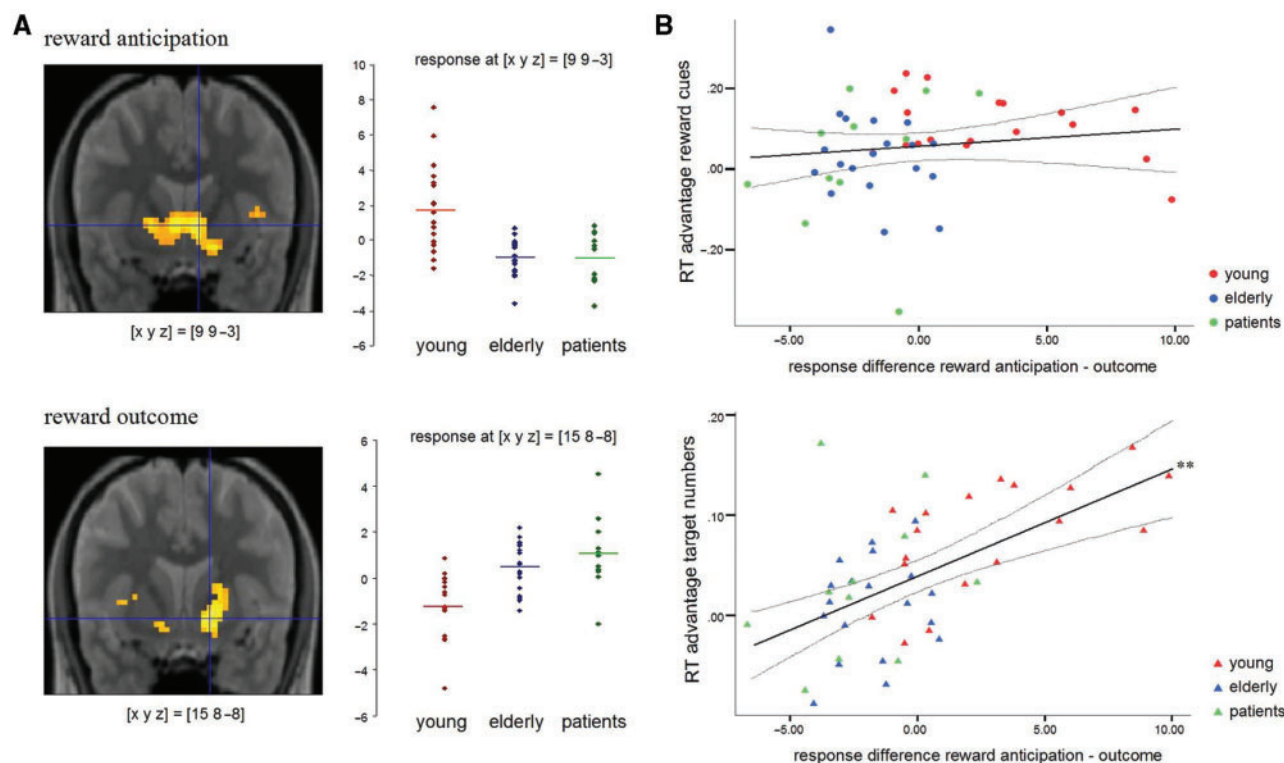 A
reward anticipation
[x y z] = [9 9 –3]
response at [x y z] = [9 9 –3]
10
8
6
4
2
0
–2
–4
–6
young elderly patients
reward outcome
[x y z] = [15 8 –8]
response at [x y z] = [15 8 –8]
6
4
2
0
–2
–4
–6
young elderly patients
B
RT advantage reward cues
.20
.00
–.20
–5.00 0.00 5.00 10.00
response difference reward anticipation - outcome
young
elderly
patients
RT advantage target numbers
.20
.10
.00
**
–5.00 0.00 5.00 10.00
response difference reward anticipation - outcome
young
elderly
patients